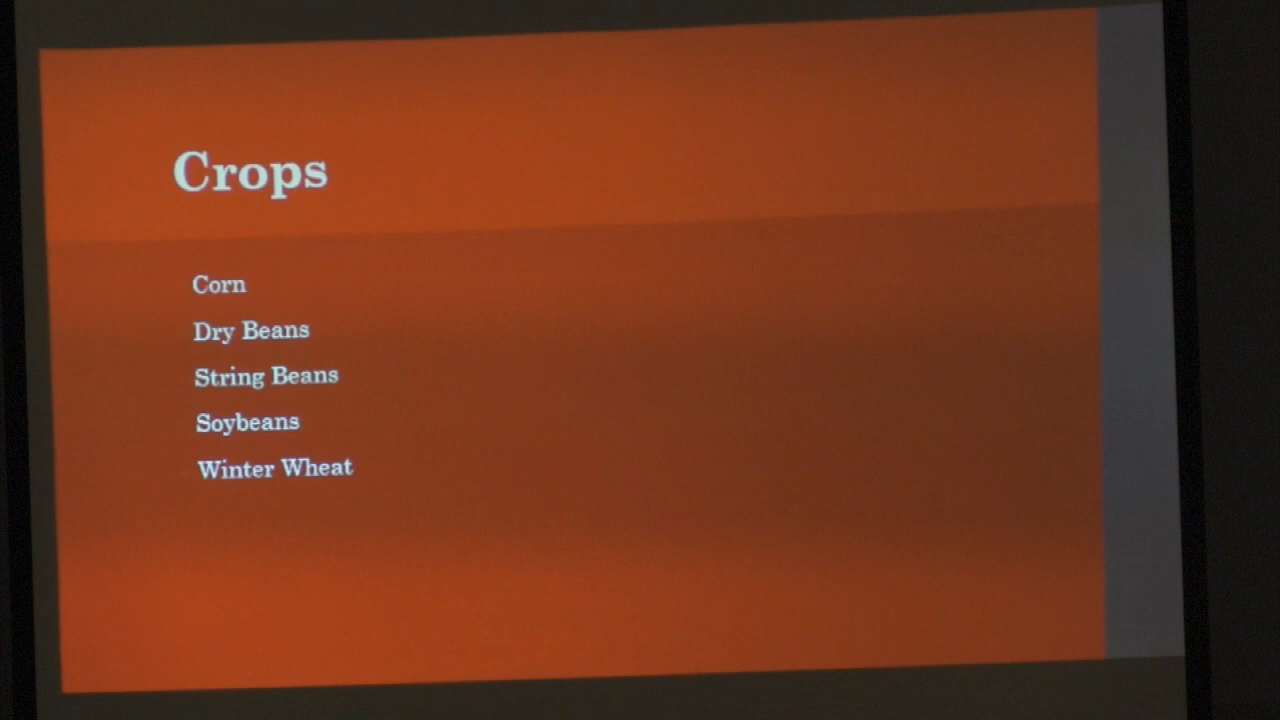 Crops
Corn
Dry Beans
String Beans
Soybeans
Winter Wheat